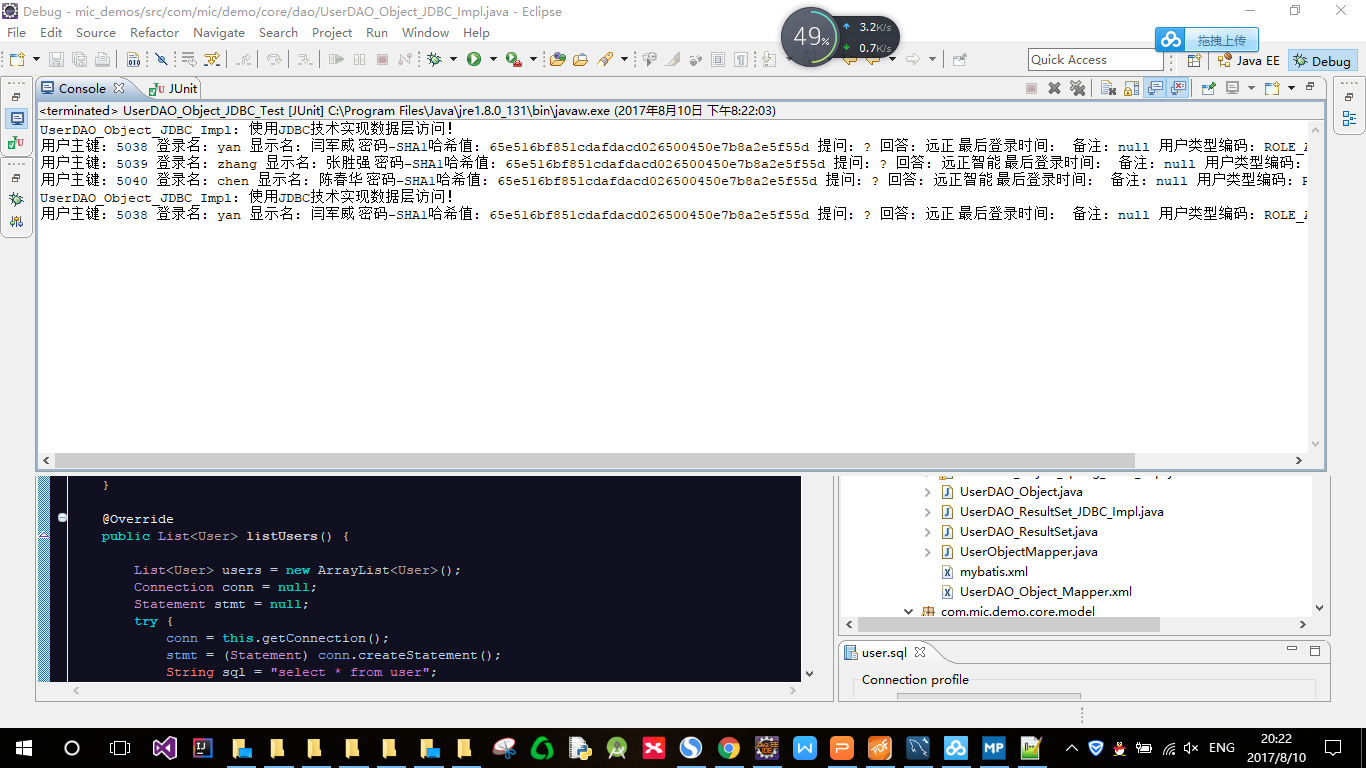 Debug - mic_demos/src/com/mic/demo/core/dao/UserDAO_Object_JDBC_Impl.java - Eclipse
File Edit Source Refactor Navigate Search Project Run Window Help
49% 3.2K/s
0.7K/s
拖拽上传
Quick Access Java EE Debug
Console JUnit
<terminated> UserDAO_Object_JDBC_Test [JUnit] C:\Program Files\Java\jre1.8.0_131\bin\javaw.exe (2017年8月10日 下午8:22:03)
UserDAO_Object_JDBC_Impl: 使用JDBC技术实现数据层访问!
用户主键: 5038 登录名: yan 显示名: 闫军威 密码-SHA1哈希值: 65e516bf851cdafdacd026500450e7b8a2e5f55d 提问: ? 回答: 远正 最后登录时间: 备注: null 用户类型编码: ROLE_A
用户主键: 5039 登录名: zhang 显示名: 张胜强 密码-SHA1哈希值: 65e516bf851cdafdacd026500450e7b8a2e5f55d 提问: ? 回答: 远正智能 最后登录时间: 备注: null 用户类型编码:
用户主键: 5040 登录名: chen 显示名: 陈春华 密码-SHA1哈希值: 65e516bf851cdafdacd026500450e7b8a2e5f55d 提问: ? 回答: 远正智能 最后登录时间: 备注: null 用户类型编码: R
UserDAO_Object_JDBC_Impl: 使用JDBC技术实现数据层访问!
用户主键: 5038 登录名: yan 显示名: 闫军威 密码-SHA1哈希值: 65e516bf851cdafdacd026500450e7b8a2e5f55d 提问: ? 回答: 远正 最后登录时间: 备注: null 用户类型编码: ROLE_A
}
@Override
public List<User> listUsers() {
List<User> users = new ArrayList<User>();
Connection conn = null;
Statement stmt = null;
try {
conn = this.getConnection();
stmt = (Statement) conn.createStatement();
String sql = "select * from user";
UserDAO_Object.java
UserDAO_ResultSet_JDBC_Impl.java
UserDAO_ResultSet.java
UserObjectMapper.java
mybatis.xml
UserDAO_Object_Mapper.xml
com.mic.demo.core.model
user.sql
Connection profile
ENG
20:22
2017/8/10